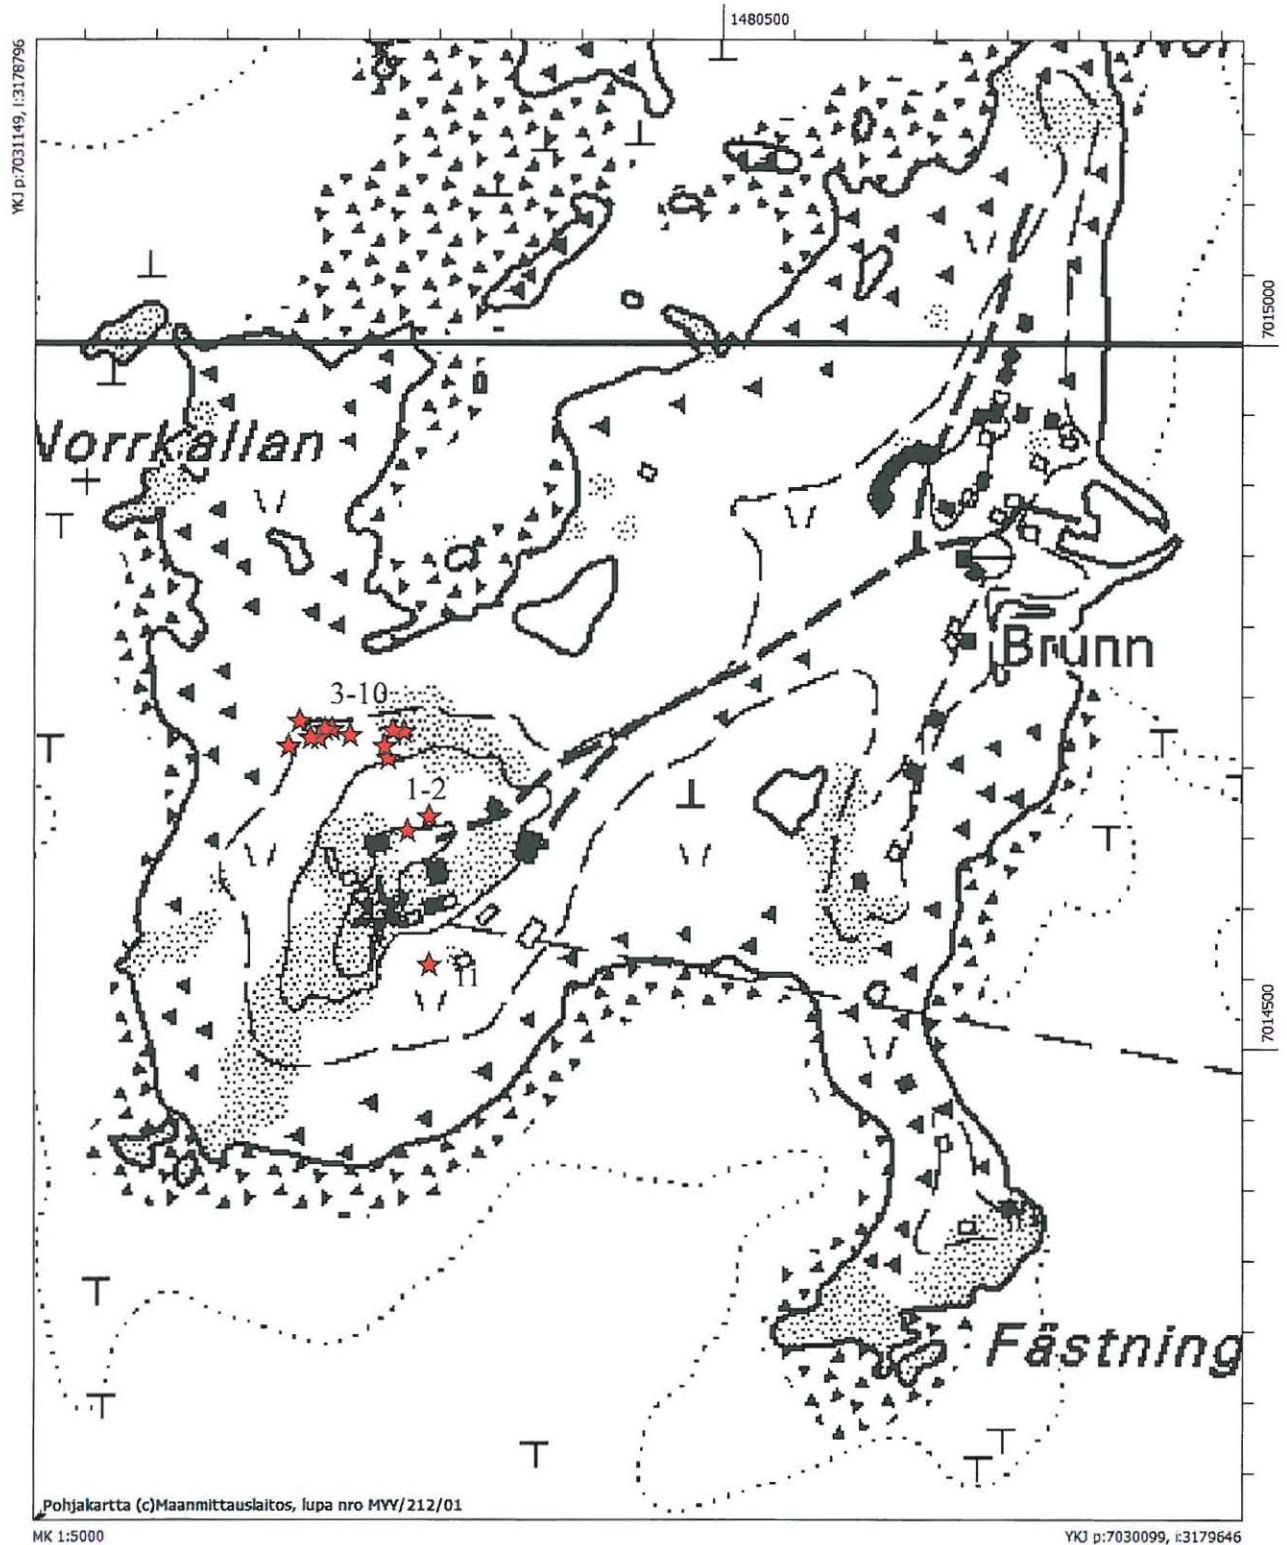 1480500
YKJ p:7031149, i:3178796
7015000
Norrkallan
Brunn
3-10
1-2
11
7014500
Fästning
Pohjakartta (c)Maanmittauslaitos, lupa nro MYY/212/01
MK 1:5000
YKJ p:7030099, i:3179646